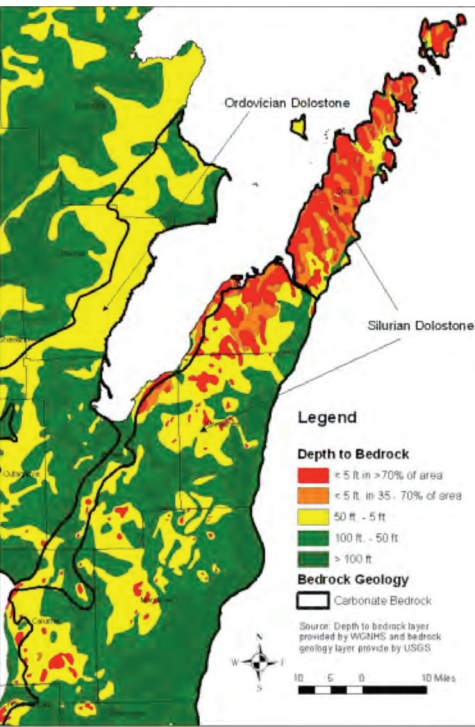 Ordovician Dolostone
Door
Silurian Dolostone
Legend
Depth to Bedrock
< 5 ft in >70% of area
< 5 ft. in 35 - 70% of area
50 ft. - 5 ft
100 ft. - 50 ft
> 100 ft
Bedrock Geology
Carbonate Bedrock
Source: Depth to bedrock layer
provided by WGNHS and bedrock
geology layer provide by USGS
N
W
E
S
10 5 0 10 Miles